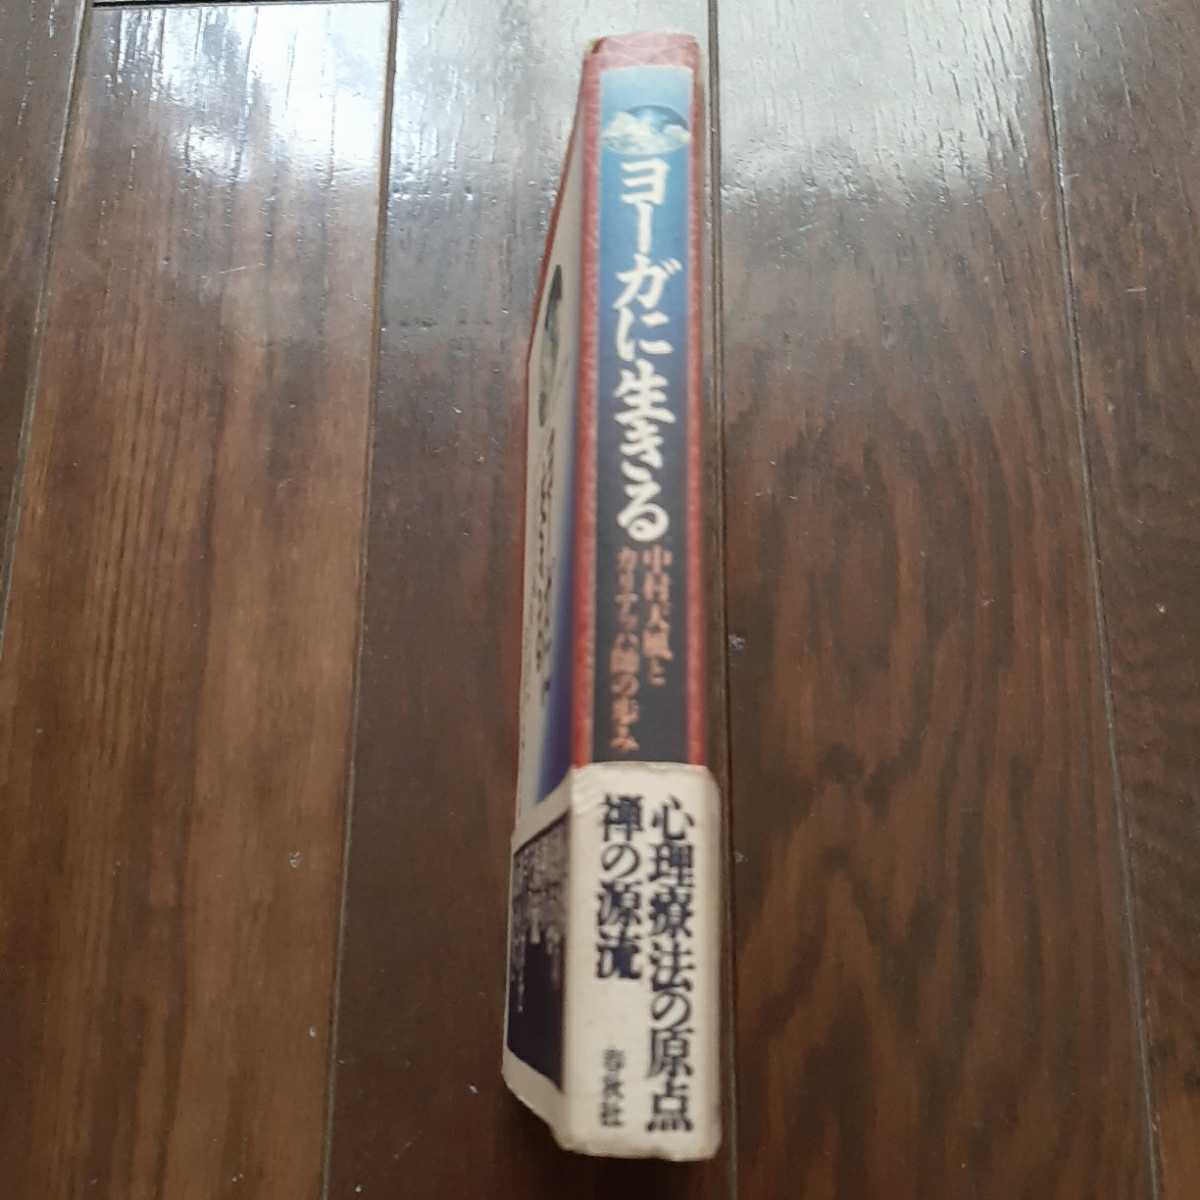 ヨーガに生きる
中村天風と
カリアッパ師の歩み
心理療法の原点
禅の源流
春秋社